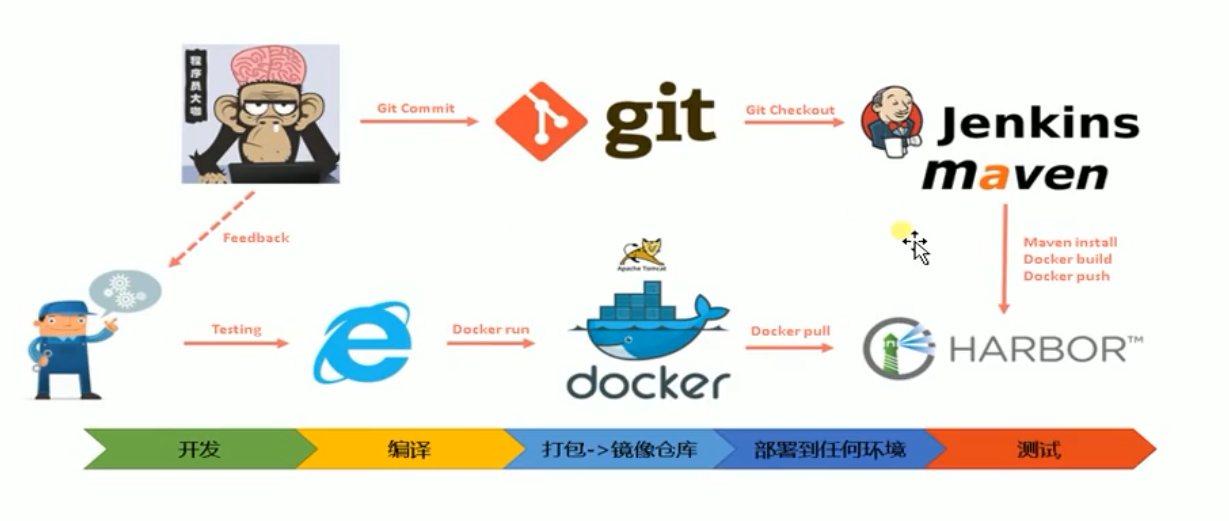 程序员大咖
Git Commit
git
Git Checkout
Jenkins
maven
Feedback
Maven install
Docker build
Docker push
Apache Tomcat
Testing
Docker run
docker
Docker pull
HARBOR™
开发
编译
打包->镜像仓库
部署到任何环境
测试